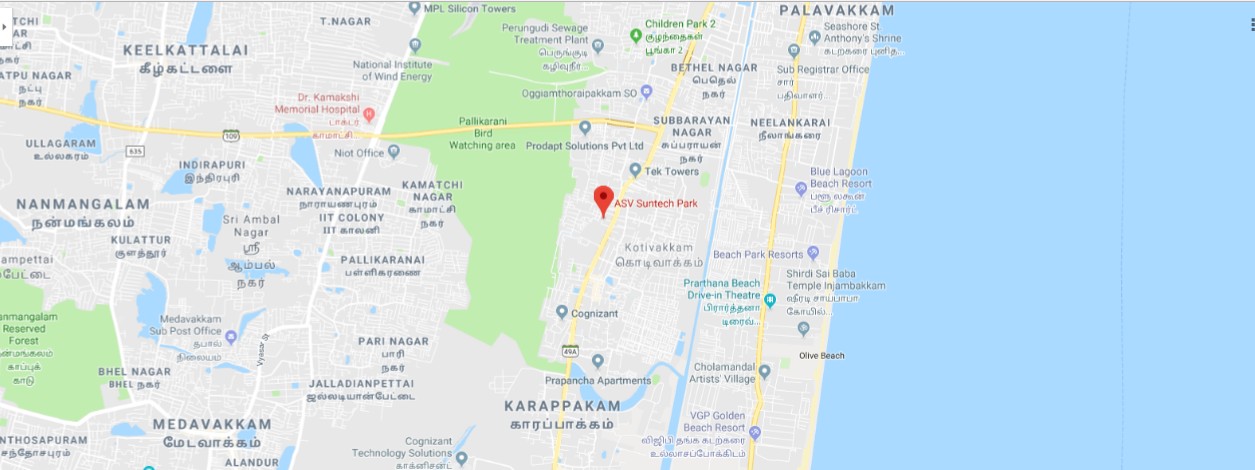 MPL Silicon Towers
T.NAGAR
PALAVAKKAM
Children Park 2
குழந்தைகள்
பூங்கா 2
Perungudi Sewage
Treatment Plant
பெருங்குடி
கழிவுநீர்...
Seashore St
Anthony's Shrine
கடற்கரை புனித...
KEELKATTALAI
கீழ்கட்டளை
National Institute
of Wind Energy
BETHEL NAGAR
பெதெல்
நகர்
Sub Registrar Office
சார்
பதிவாளர்...
ATPU NAGAR
நட்பு
நகர்
Oggiamthoraipakkam SO
Dr. Kamakshi
Memorial Hospital
டாக்டர்
காமாட்சி...
Pallikarani
Bird
Watching area
SUBBARAYAN
NAGAR
சுப்பராயன்
நகர்
NEELANKARAI
நீலாங்கரை
109
635
ULLAGARAM
உல்லகரம்
Niot Office
Prodapt Solutions Pvt Ltd
INDIRAPURI
இந்திரபுரி
Tek Towers
Blue Lagoon
Beach Resort
ப்ளூ லகூன்
பீச் ரிசார்ட்
NARAYANAPURAM
நாராயணபுரம்
IIT COLONY
IIT காலனி
KAMATCHI
NAGAR
காமாட்சி
நகர்
NANMANGALAM
நன்மங்கலம்
ASV Suntech Park
Sri Ambal
Nagar
ஸ்ரீ
ஆம்பல்
நகர்
KULATTUR
குளத்தூர்
Kotivakkam
கொடிவாக்கம்
Beach Park Resorts
PALLIKARANAI
பள்ளிகரணை
Shirdi Sai Baba
Temple Injambakkam
ஷிரடி சாய்பாபா
கோயில்...
Prarthana Beach
Drive-in Theatre
பிரார்த்தனா
டிரைவ்...
Cognizant
Medavakkam
Sub Post Office
தபால்
நிலையம்
Reserved
Forest
காப்புக்
காடு
Vyasar St
PARI NAGAR
பாரி
நகர்
49A
Olive Beach
BHEL NAGAR
BHEL நகர்
JALLADIANPETTAI
ஜல்லடியான்பேட்டை
Prapancha Apartments
Cholamandal
Artists' Village
KARAPPAKAM
காரப்பாக்கம்
MEDAVAKKAM
மேடவாக்கம்
VGP Golden
Beach Resort
விஜிபி தங்க கடற்கரை
உல்லாசப்போக்கிடம்
NTHOSAPURAM
ந்தோசபுரம்
Cognizant
Technology Solutions
காக்னிசன்ட்
ALANDUR